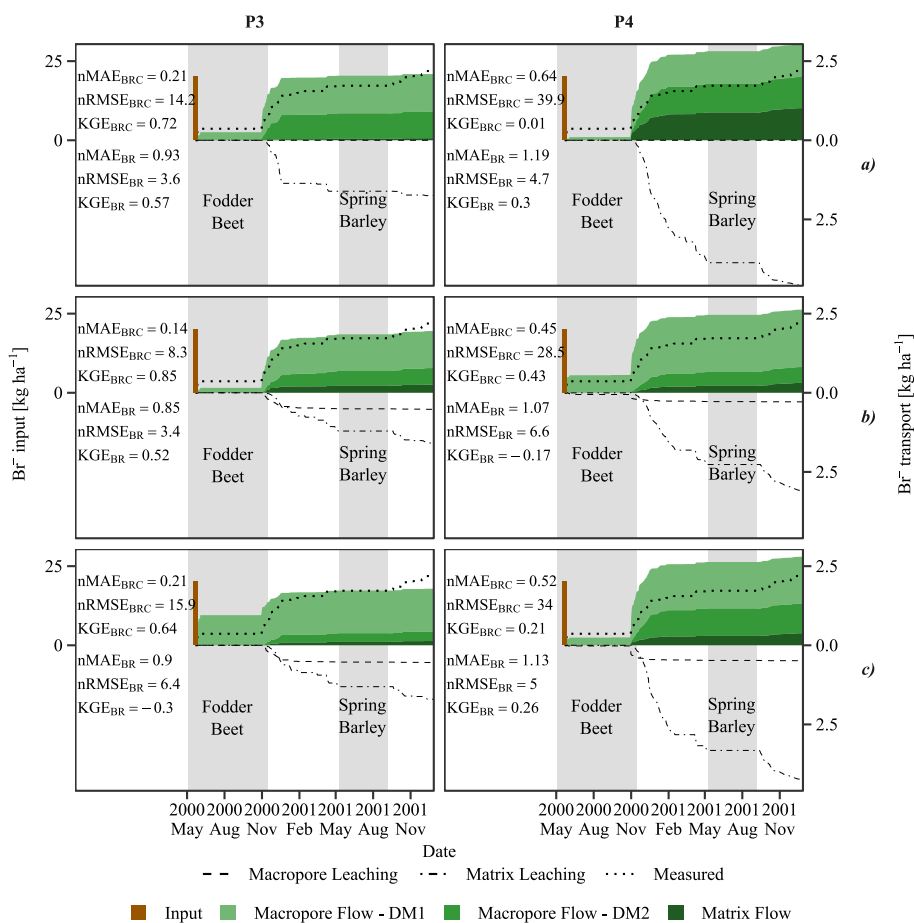 P3 P4
25
nMAE_BRC = 0.21
nRMSE_BRC = 14.2
KGE_BRC = 0.72
0
nMAE_BR = 0.93
nRMSE_BR = 3.6
KGE_BR = 0.57
Fodder
Beet
Spring
Barley
nMAE_BRC = 0.64
nRMSE_BRC = 39.9
KGE_BRC = 0.01
nMAE_BR = 1.19
nRMSE_BR = 4.7
KGE_BR = 0.3
Fodder
Beet
Spring
Barley
2.5
0.0
2.5
a)
25
nMAE_BRC = 0.14
nRMSE_BRC = 8.3
KGE_BRC = 0.85
0
nMAE_BR = 0.85
nRMSE_BR = 3.4
KGE_BR = 0.52
Fodder
Beet
Spring
Barley
nMAE_BRC = 0.45
nRMSE_BRC = 28.5
KGE_BRC = 0.43
nMAE_BR = 1.07
nRMSE_BR = 6.6
KGE_BR = −0.17
Fodder
Beet
Spring
Barley
2.5
0.0
2.5
b)
Br⁻ input [kg ha⁻¹]
Br⁻ transport [kg ha⁻¹]
25
nMAE_BRC = 0.21
nRMSE_BRC = 15.9
KGE_BRC = 0.64
0
nMAE_BR = 0.9
nRMSE_BR = 6.4
KGE_BR = −0.3
Fodder
Beet
Spring
Barley
nMAE_BRC = 0.52
nRMSE_BRC = 34
KGE_BRC = 0.21
nMAE_BR = 1.13
nRMSE_BR = 5
KGE_BR = 0.26
Fodder
Beet
Spring
Barley
2.5
0.0
2.5
c)
2000 2000 2000 2001 2001 2001 2001 2000 2000 2000 2001 2001 2001 2001
May Aug Nov Feb May Aug Nov May Aug Nov Feb May Aug Nov
Date
Macropore Leaching Matrix Leaching Measured
Input Macropore Flow - DM1 Macropore Flow - DM2 Matrix Flow